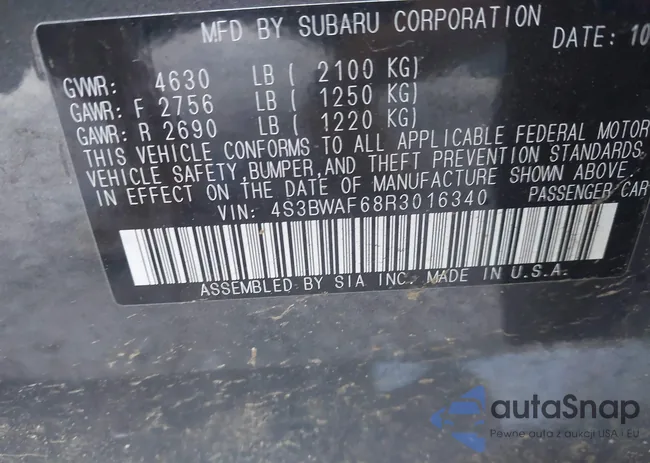 MFD BY SUBARU CORPORATION
DATE: 10
GVWR: 4630 LB ( 2100 KG)
GAWR: F 2756 LB ( 1250 KG)
GAWR: R 2690 LB ( 1220 KG)
THIS VEHICLE CONFORMS TO ALL APPLICABLE FEDERAL MOTOR
VEHICLE SAFETY, BUMPER, AND THEFT PREVENTION STANDARDS
IN EFFECT ON THE DATE OF MANUFACTURE SHOWN ABOVE.
VIN: 4S3BWAF68R3016340 PASSENGER CAR
ASSEMBLED BY SIA INC. MADE IN U.S.A.
autaSnap
Pewne auta z aukcji USA i EU